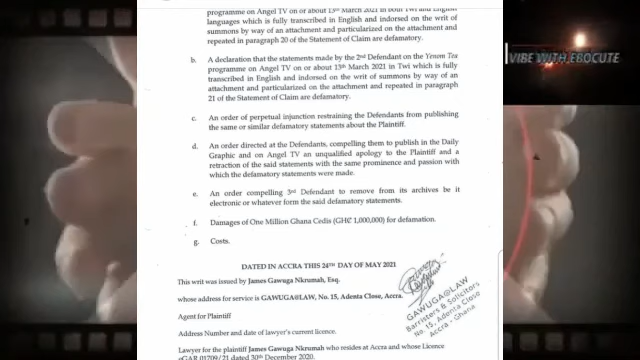 programme on Angel TV on or about 13th March 2021 in both Twi and English
languages which is fully transcribed in English and indorsed on the writ of
summons by way of an attachment and particularized on the attachment and
repeated in paragraph 20 of the Statement of Claim are defamatory.
b. A declaration that the statements made by the 2nd Defendant on the Yenum Tea
programme on Angel TV on or about 13th March 2021 in Twi which is fully
transcribed in English and indorsed on the writ of summons by way of an
attachment and particularized on the attachment and repeated in paragraph
21 of the Statement of Claim are defamatory.
c. An order of perpetual injunction restraining the Defendants from publishing
the same or similar defamatory statements about the Plaintiff.
d. An order directed at the Defendants, compelling them to publish in the Daily
Graphic and on Angel TV an unqualified apology to the Plaintiff and a
retraction of the said statements with the same prominence and passion with
which the defamatory statements were made.
e. An order compelling 3rd Defendant to remove from its archives be it
electronic or whatever form the said defamatory statements.
f. Damages of One Million Ghana Cedis (GH₵ 1,000,000) for defamation.
g. Costs.
DATED IN ACCRA THIS 24TH DAY OF MAY 2021
This writ was issued by James Gawuga Nkrumah, Esq.
whose address for service is GAWUGA@LAW, No. 15, Adenta Close, Accra.
Agent for Plaintiff
Address Number and date of lawyer's current licence.
Lawyer for the plaintiff James Gawuga Nkrumah who resides at Accra and whose Licence
eGAR 01709/21 dated 30th December 2020.
GAWUGA@LAW
Barristers & Solicitors
No. 15, Adenta Close
Accra - Ghana
VIBE WITH EBOCUTE